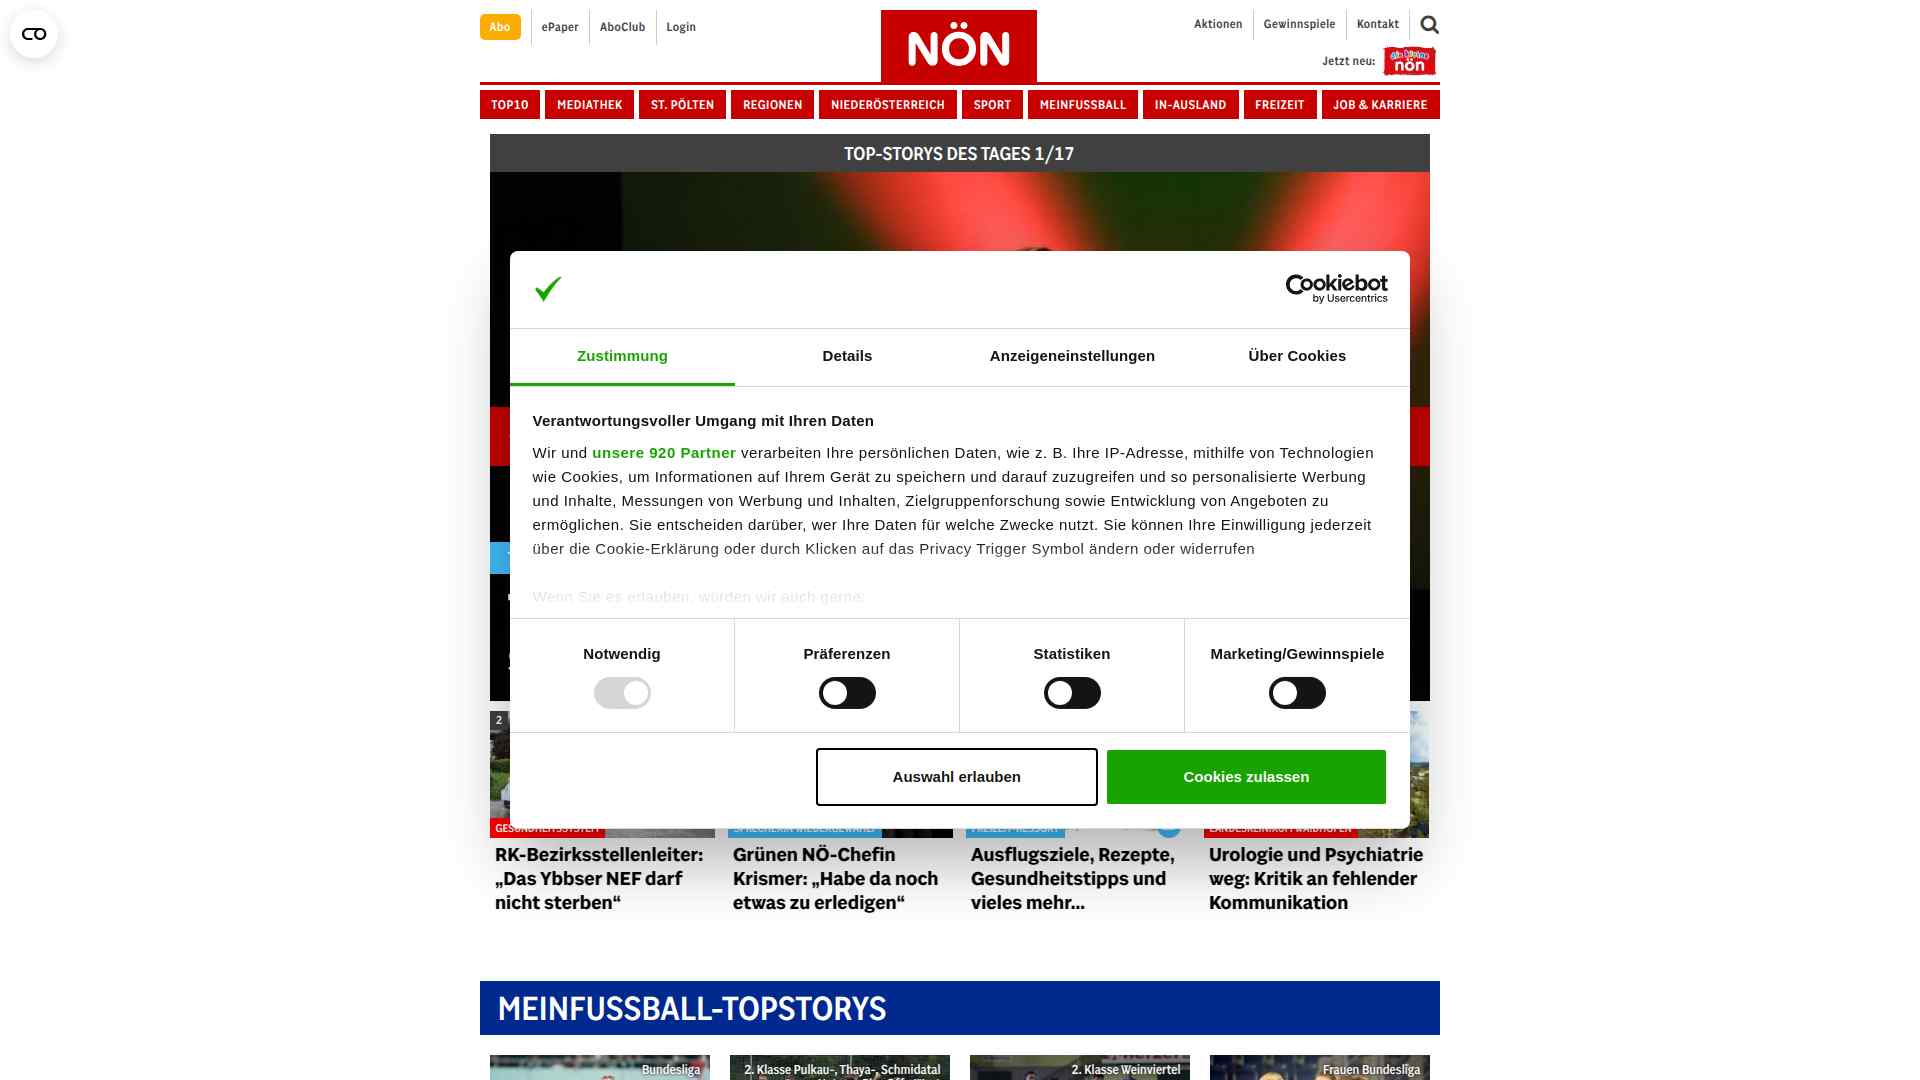 Abo
ePaper
AboClub
Login
NÖN
Aktionen
Gewinnspiele
Kontakt
Jetzt neu:
die kleine
nön
TOP10
MEDIATHEK
ST. PÖLTEN
REGIONEN
NIEDERÖSTERREICH
SPORT
MEINFUSSBALL
IN-AUSLAND
FREIZEIT
JOB & KARRIERE
TOP-STORYS DES TAGES 1/17
Cookiebot
by Usercentrics
Zustimmung
Details
Anzeigeneinstellungen
Über Cookies
Verantwortungsvoller Umgang mit Ihren Daten
Wir und unsere 920 Partner verarbeiten Ihre persönlichen Daten, wie z. B. Ihre IP-Adresse, mithilfe von Technologien
wie Cookies, um Informationen auf Ihrem Gerät zu speichern und darauf zuzugreifen und so personalisierte Werbung
und Inhalte, Messungen von Werbung und Inhalten, Zielgruppenforschung sowie Entwicklung von Angeboten zu
ermöglichen. Sie entscheiden darüber, wer Ihre Daten für welche Zwecke nutzt. Sie können Ihre Einwilligung jederzeit
über die Cookie-Erklärung oder durch Klicken auf das Privacy Trigger Symbol ändern oder widerrufen
Wenn Sie es erlauben, würden wir auch gerne:
Notwendig
Präferenzen
Statistiken
Marketing/Gewinnspiele
Auswahl erlauben
Cookies zulassen
2
GESUNDHEITSSYSTEM
SPRECHERIN WIEDERGEWÄHLT
FREIZEIT-RESSORT
LANDESKLINIKUM WAIDHOFEN
RK-Bezirksstellenleiter:
„Das Ybbser NEF darf
nicht sterben“
Grünen NÖ-Chefin
Krismer: „Habe da noch
etwas zu erledigen“
Ausflugsziele, Rezepte,
Gesundheitstipps und
vieles mehr...
Urologie und Psychiatrie
weg: Kritik an fehlender
Kommunikation
MEINFUSSBALL-TOPSTORYS
Bundesliga
2. Klasse Pulkau-, Thaya-, Schmidatal
2. Klasse Weinviertel
Frauen Bundesliga